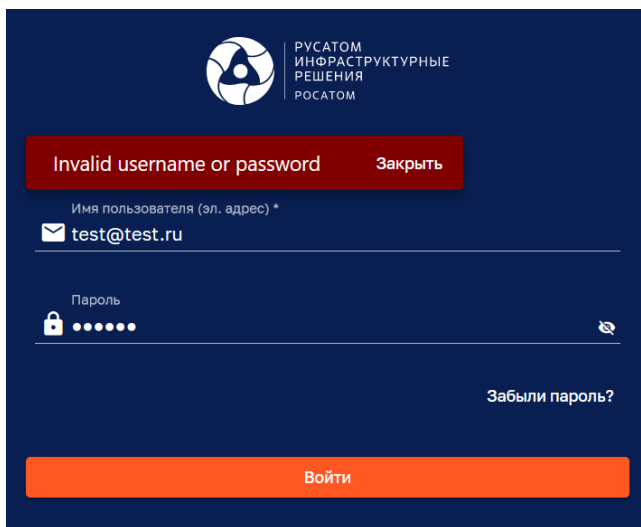 РУСАТОМ
ИНФРАСТРУКТУРНЫЕ
РЕШЕНИЯ
РОСАТОМ
Invalid username or password Закрыть
Имя пользователя (эл. адрес) *
test@test.ru
Пароль
••••••
Забыли пароль?
Войти